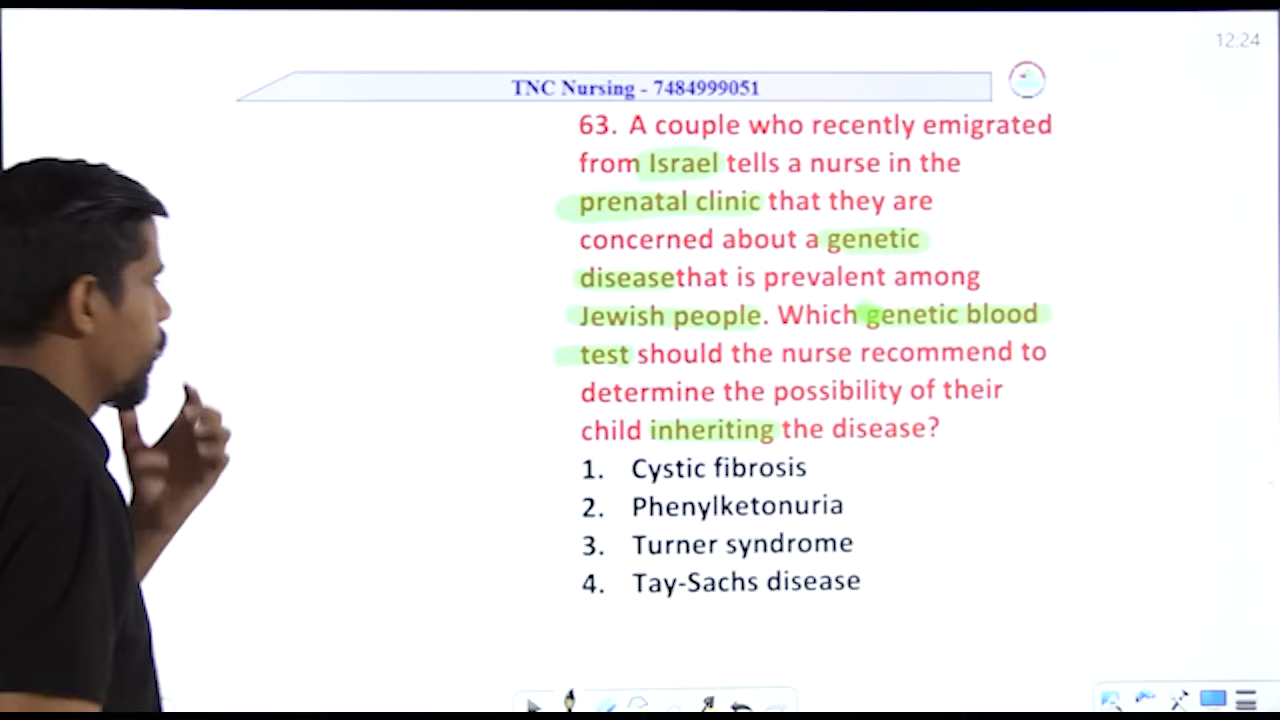 12:24
TNC Nursing - 7484999051
63. A couple who recently emigrated
from Israel tells a nurse in the
prenatal clinic that they are
concerned about a genetic
diseasethat is prevalent among
Jewish people. Which genetic blood
test should the nurse recommend to
determine the possibility of their
child inheriting the disease?
1. Cystic fibrosis
2. Phenylketonuria
3. Turner syndrome
4. Tay-Sachs disease